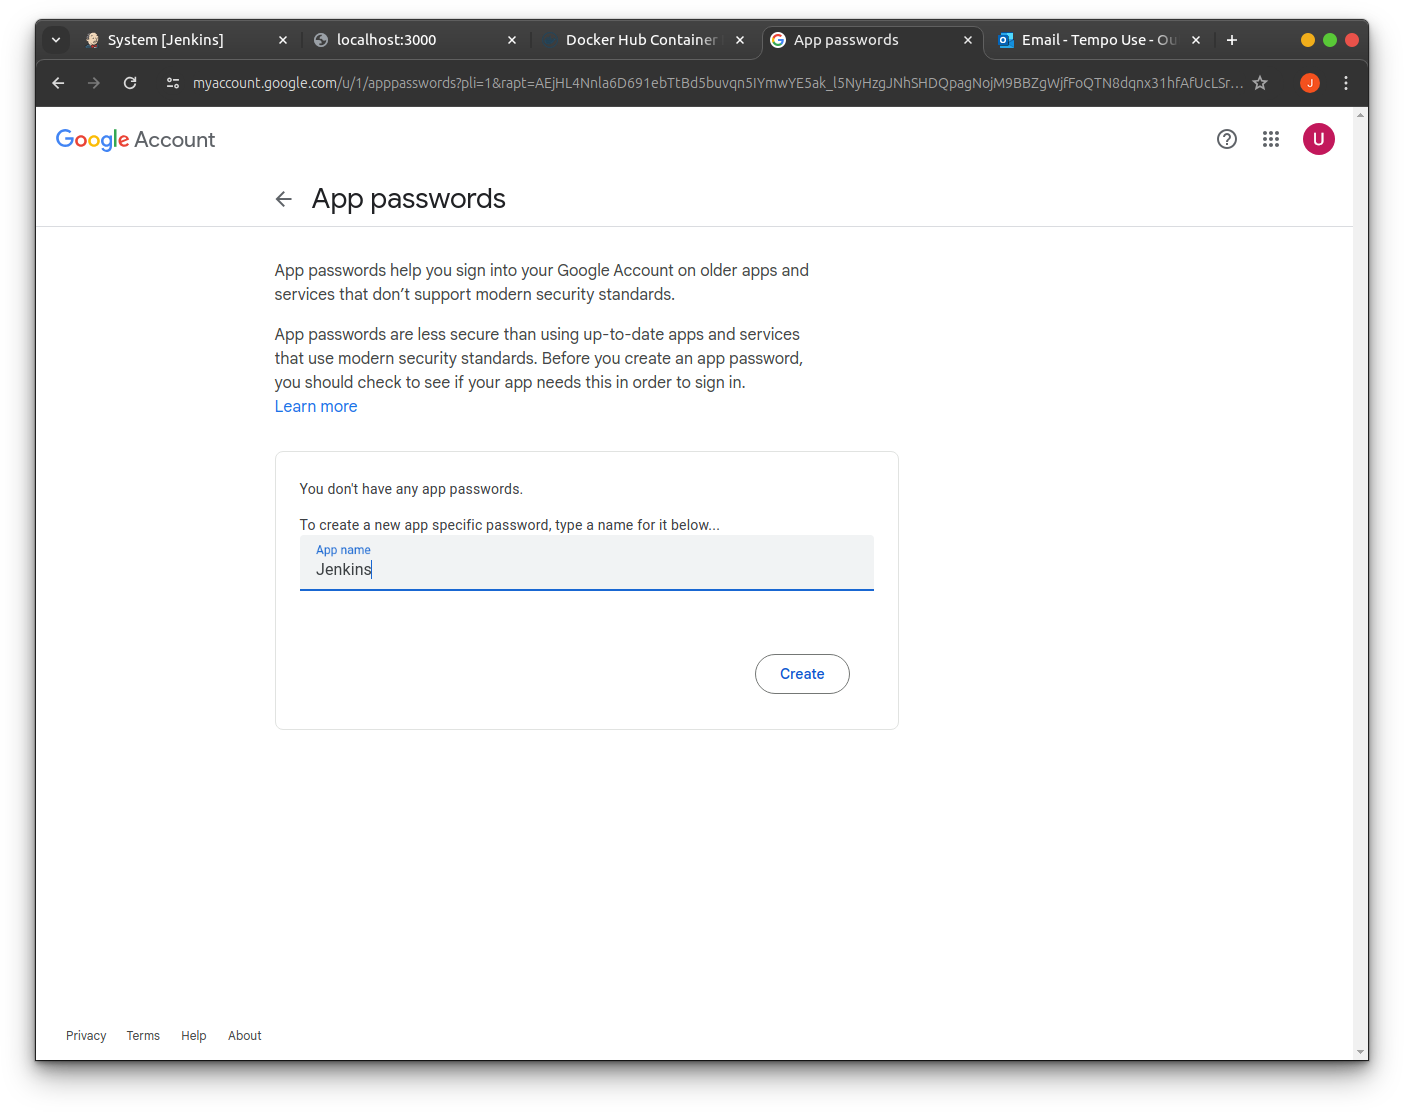 System [Jenkins]
localhost:3000
Docker Hub Container
App passwords
Email - Tempo Use - Ou
myaccount.google.com/u/1/apppasswords?pli=1&rapt=AEjHL4Nnla6D691ebTtBd5buvqn5IYmwYE5ak_l5NyHzgJNhSHDQpagNojM9BBZgWjfFoQTN8dqnx31hfAfUcLSr...
J
Google Account
U
App passwords
App passwords help you sign into your Google Account on older apps and
services that don’t support modern security standards.
App passwords are less secure than using up-to-date apps and services
that use modern security standards. Before you create an app password,
you should check to see if your app needs this in order to sign in.
Learn more
You don't have any app passwords.
To create a new app specific password, type a name for it below...
App name
Jenkins
Create
Privacy Terms Help About